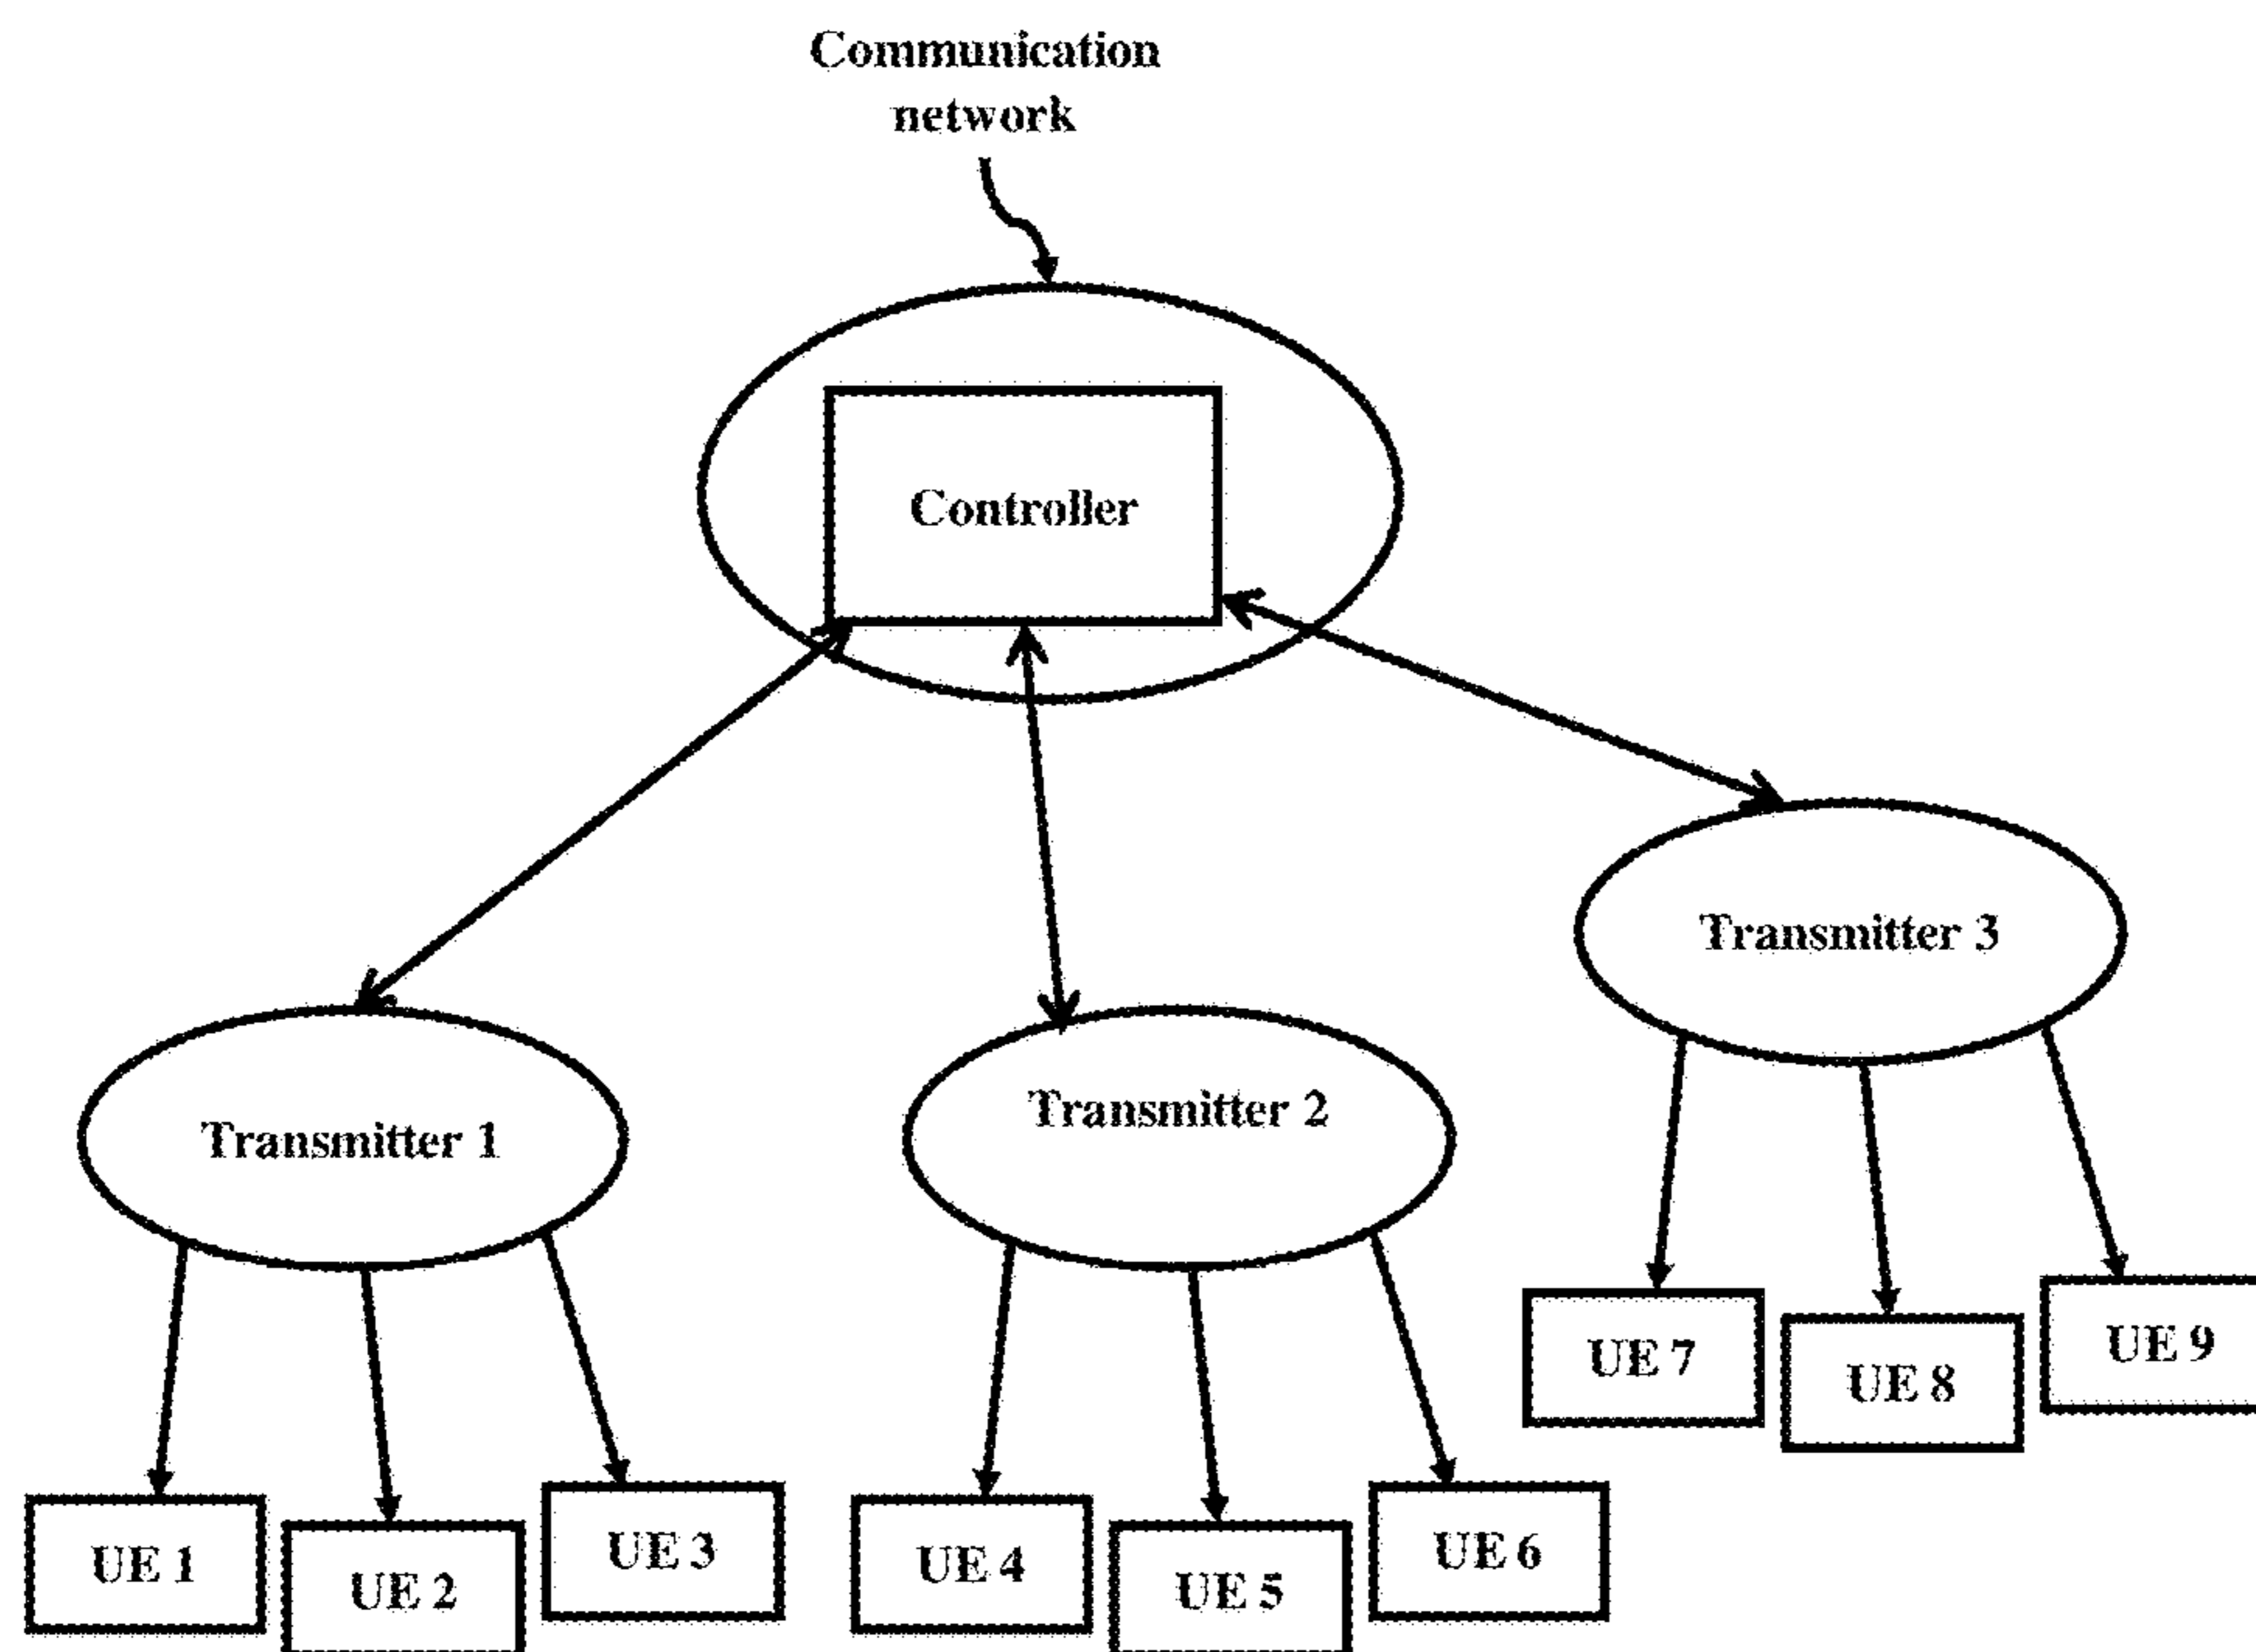 Communication
network
Controller
Transmitter 3
Transmitter 2
Transmitter 1
UE 7
UE 8
UE 9
UE 1
UE 2
UE 3
UE 4
UE 5
UE 6